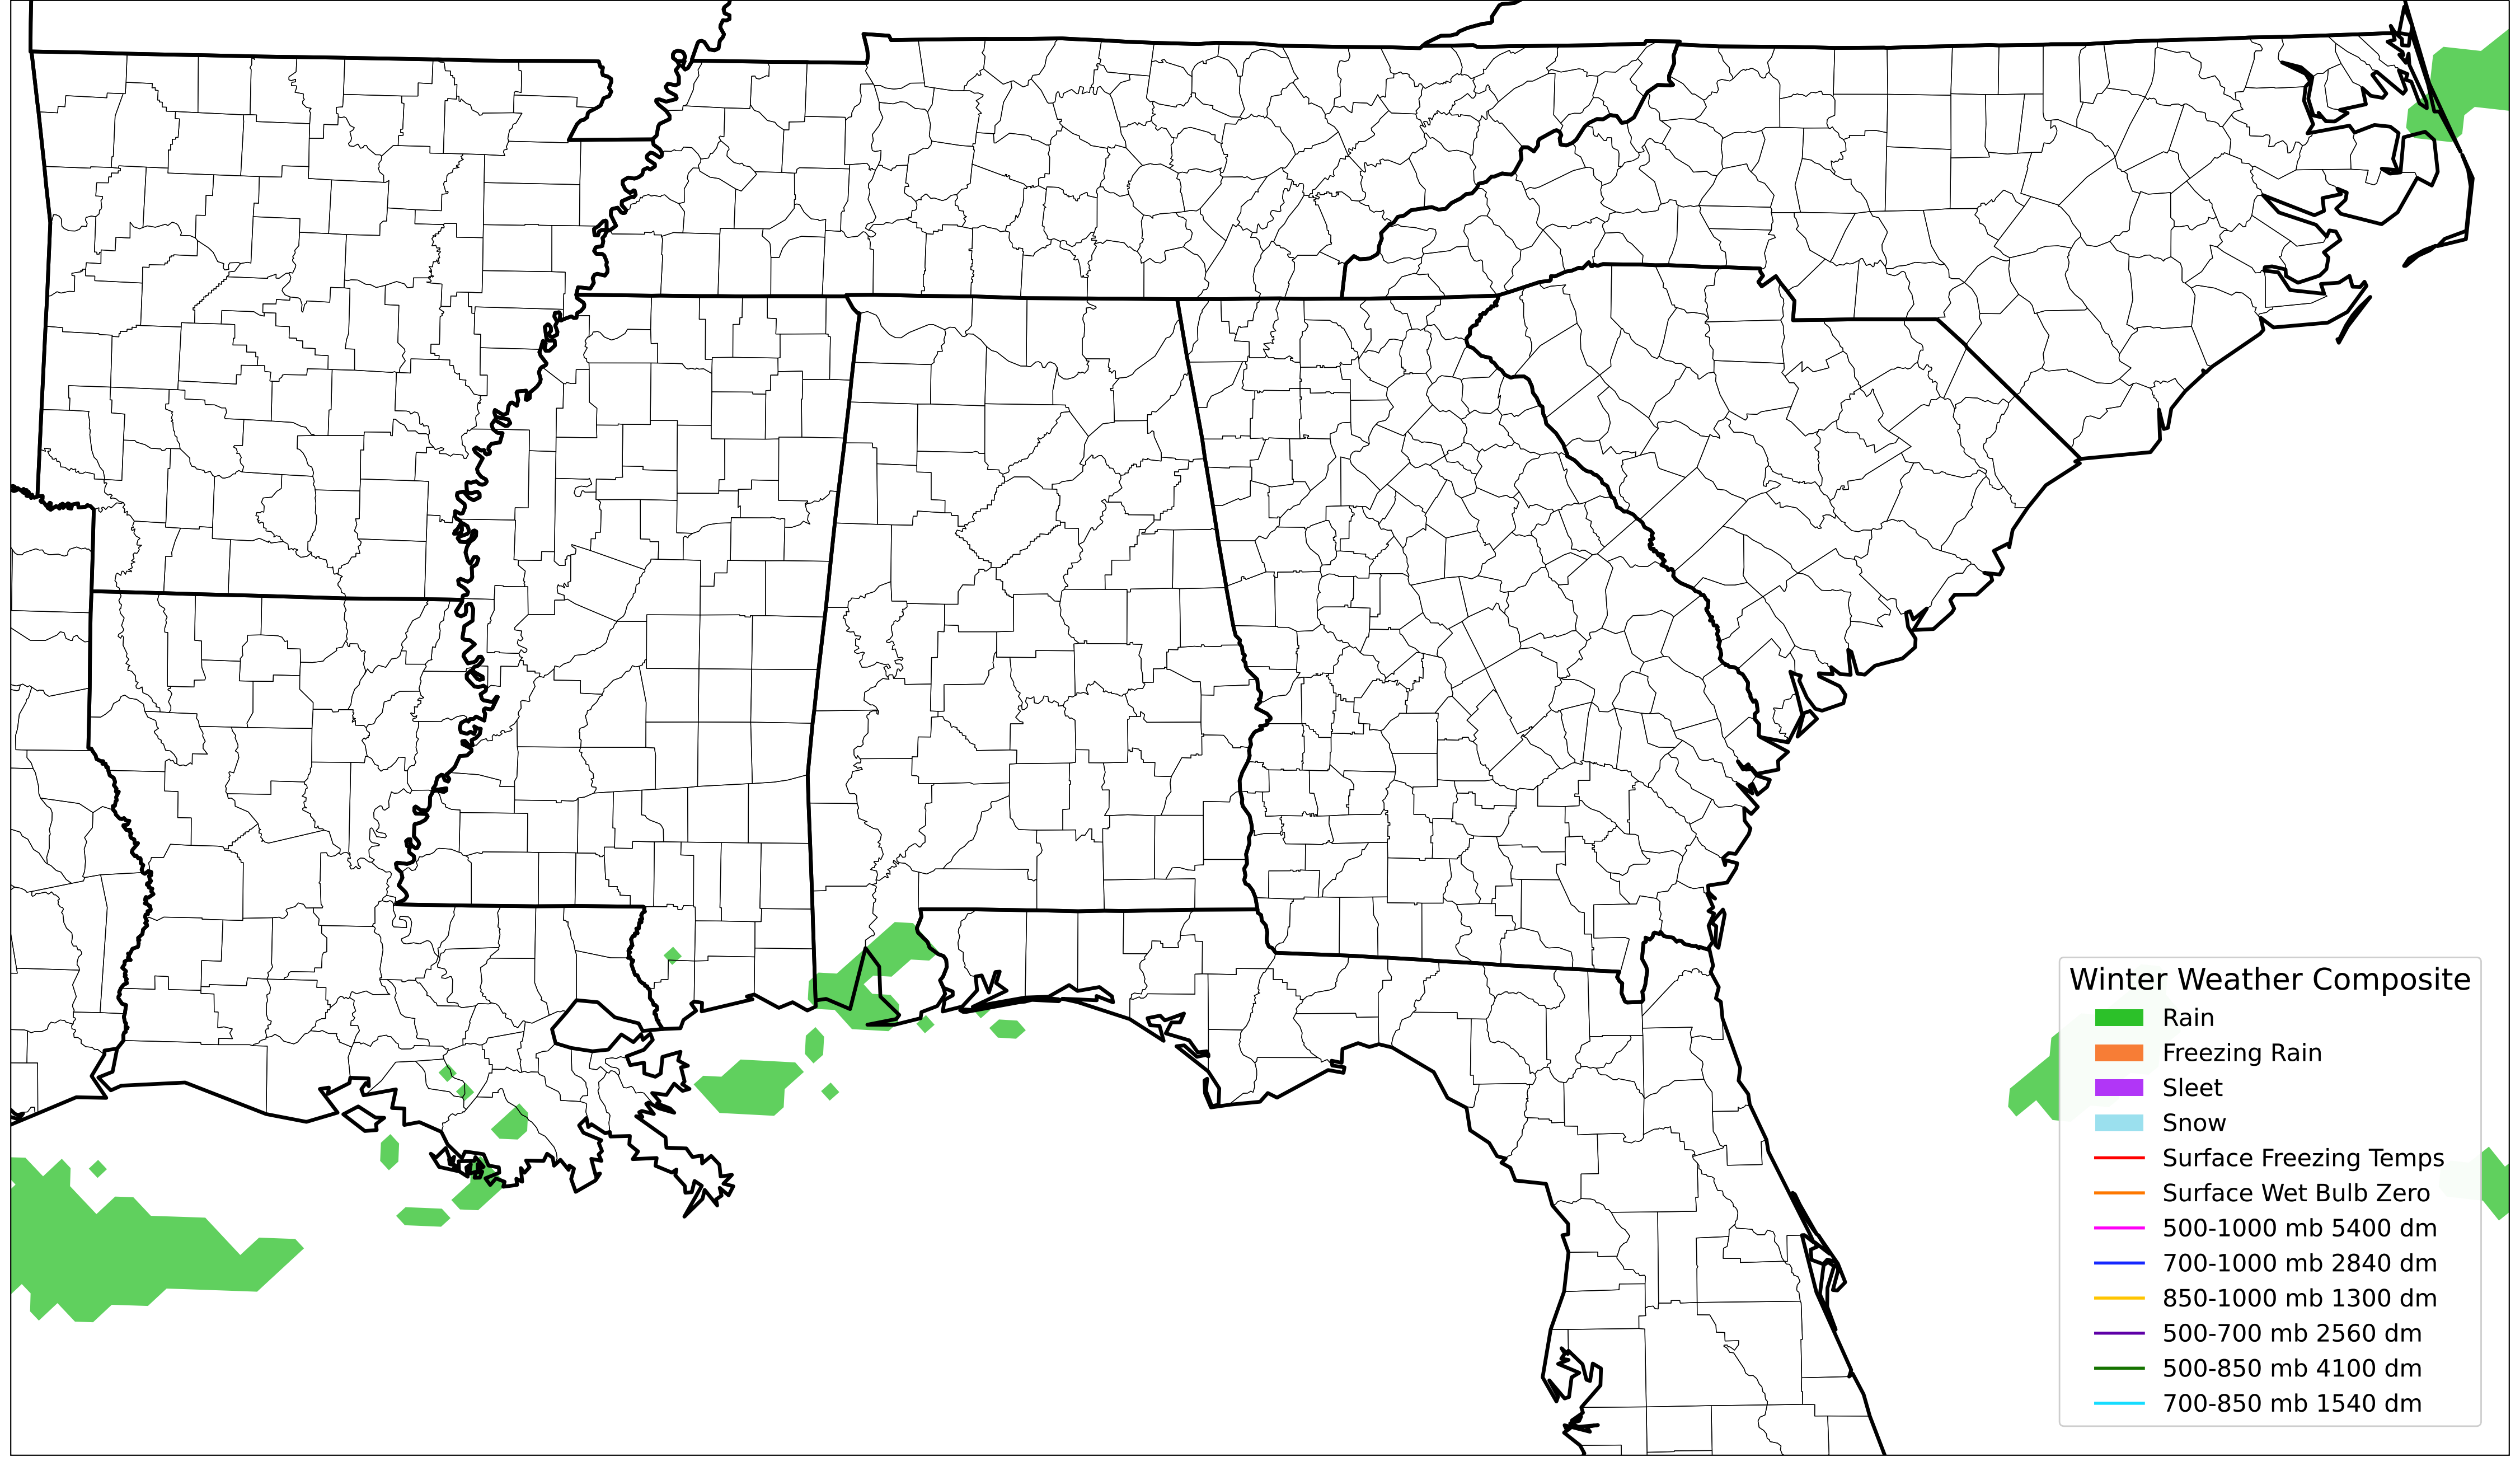 Winter Weather Composite
Rain
Freezing Rain
Sleet
Snow
Surface Freezing Temps
Surface Wet Bulb Zero
500-1000 mb 5400 dm
700-1000 mb 2840 dm
850-1000 mb 1300 dm
500-700 mb 2560 dm
500-850 mb 4100 dm
700-850 mb 1540 dm